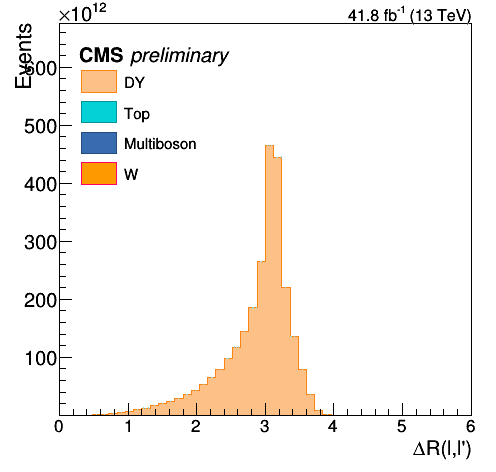 ×10¹² 41.8 fb⁻¹ (13 TeV)
Events
CMS preliminary
DY
Top
Multiboson
W
600
500
400
300
200
100
0 1 2 3 4 5 6
ΔR(l,l')